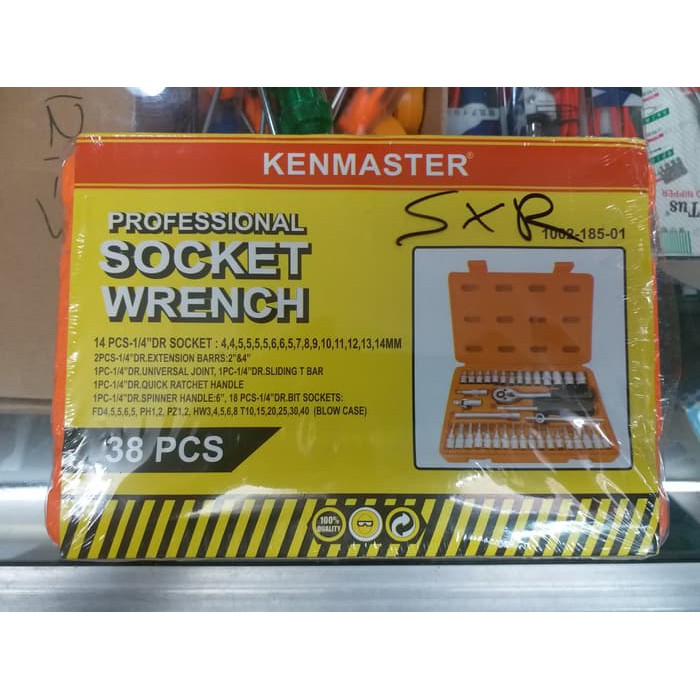 KENMASTER®
SXR
1002-185-01
PROFESSIONAL
SOCKET
WRENCH
14 PCS-1/4"DR SOCKET : 4,4,5,5,5,5,6,6,5,7,8,9,10,11,12,13,14MM
2PCS-1/4"DR.EXTENSION BARRS:2"&4"
1PC-1/4"DR.UNIVERSAL JOINT, 1PC-1/4"DR.SLIDING T BAR
1PC-1/4"DR.QUICK RATCHET HANDLE
1PC-1/4"DR.SPINNER HANDLE:6", 18 PCS-1/4"DR.BIT SOCKETS:
FD4,5,5,6,5, PH1,2, PZ1,2, HW3,4,5,6,8 T10,15,20,25,30,40 (BLOW CASE)
38 PCS
100%
QUALITY